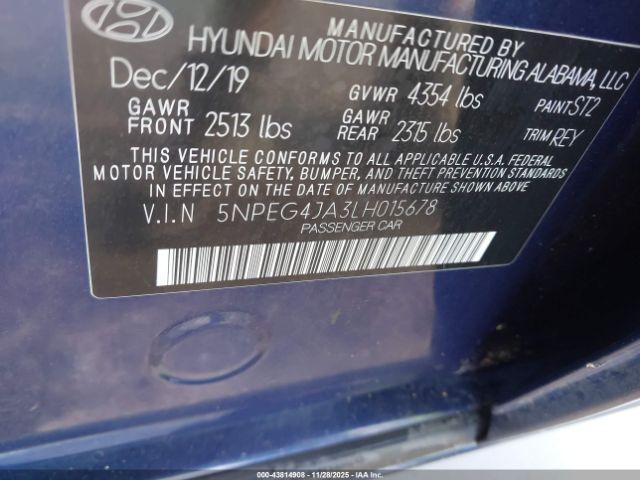 MANUFACTURED BY
HYUNDAI MOTOR MANUFACTURING ALABAMA, LLC
Dec/12/19
GVWR 4354 lbs
PAINT ST2
GAWR
FRONT 2513 lbs
GAWR
REAR 2315 lbs
TRIM REY
THIS VEHICLE CONFORMS TO ALL APPLICABLE U.S.A. FEDERAL
MOTOR VEHICLE SAFETY, BUMPER, AND THEFT PREVENTION STANDARDS
IN EFFECT ON THE DATE OF MANUFACTURE SHOWN ABOVE
V.I.N 5NPEG4JA3LH015678
PASSENGER CAR
000-43814908 | 11/28/2025 - IAAI.COM